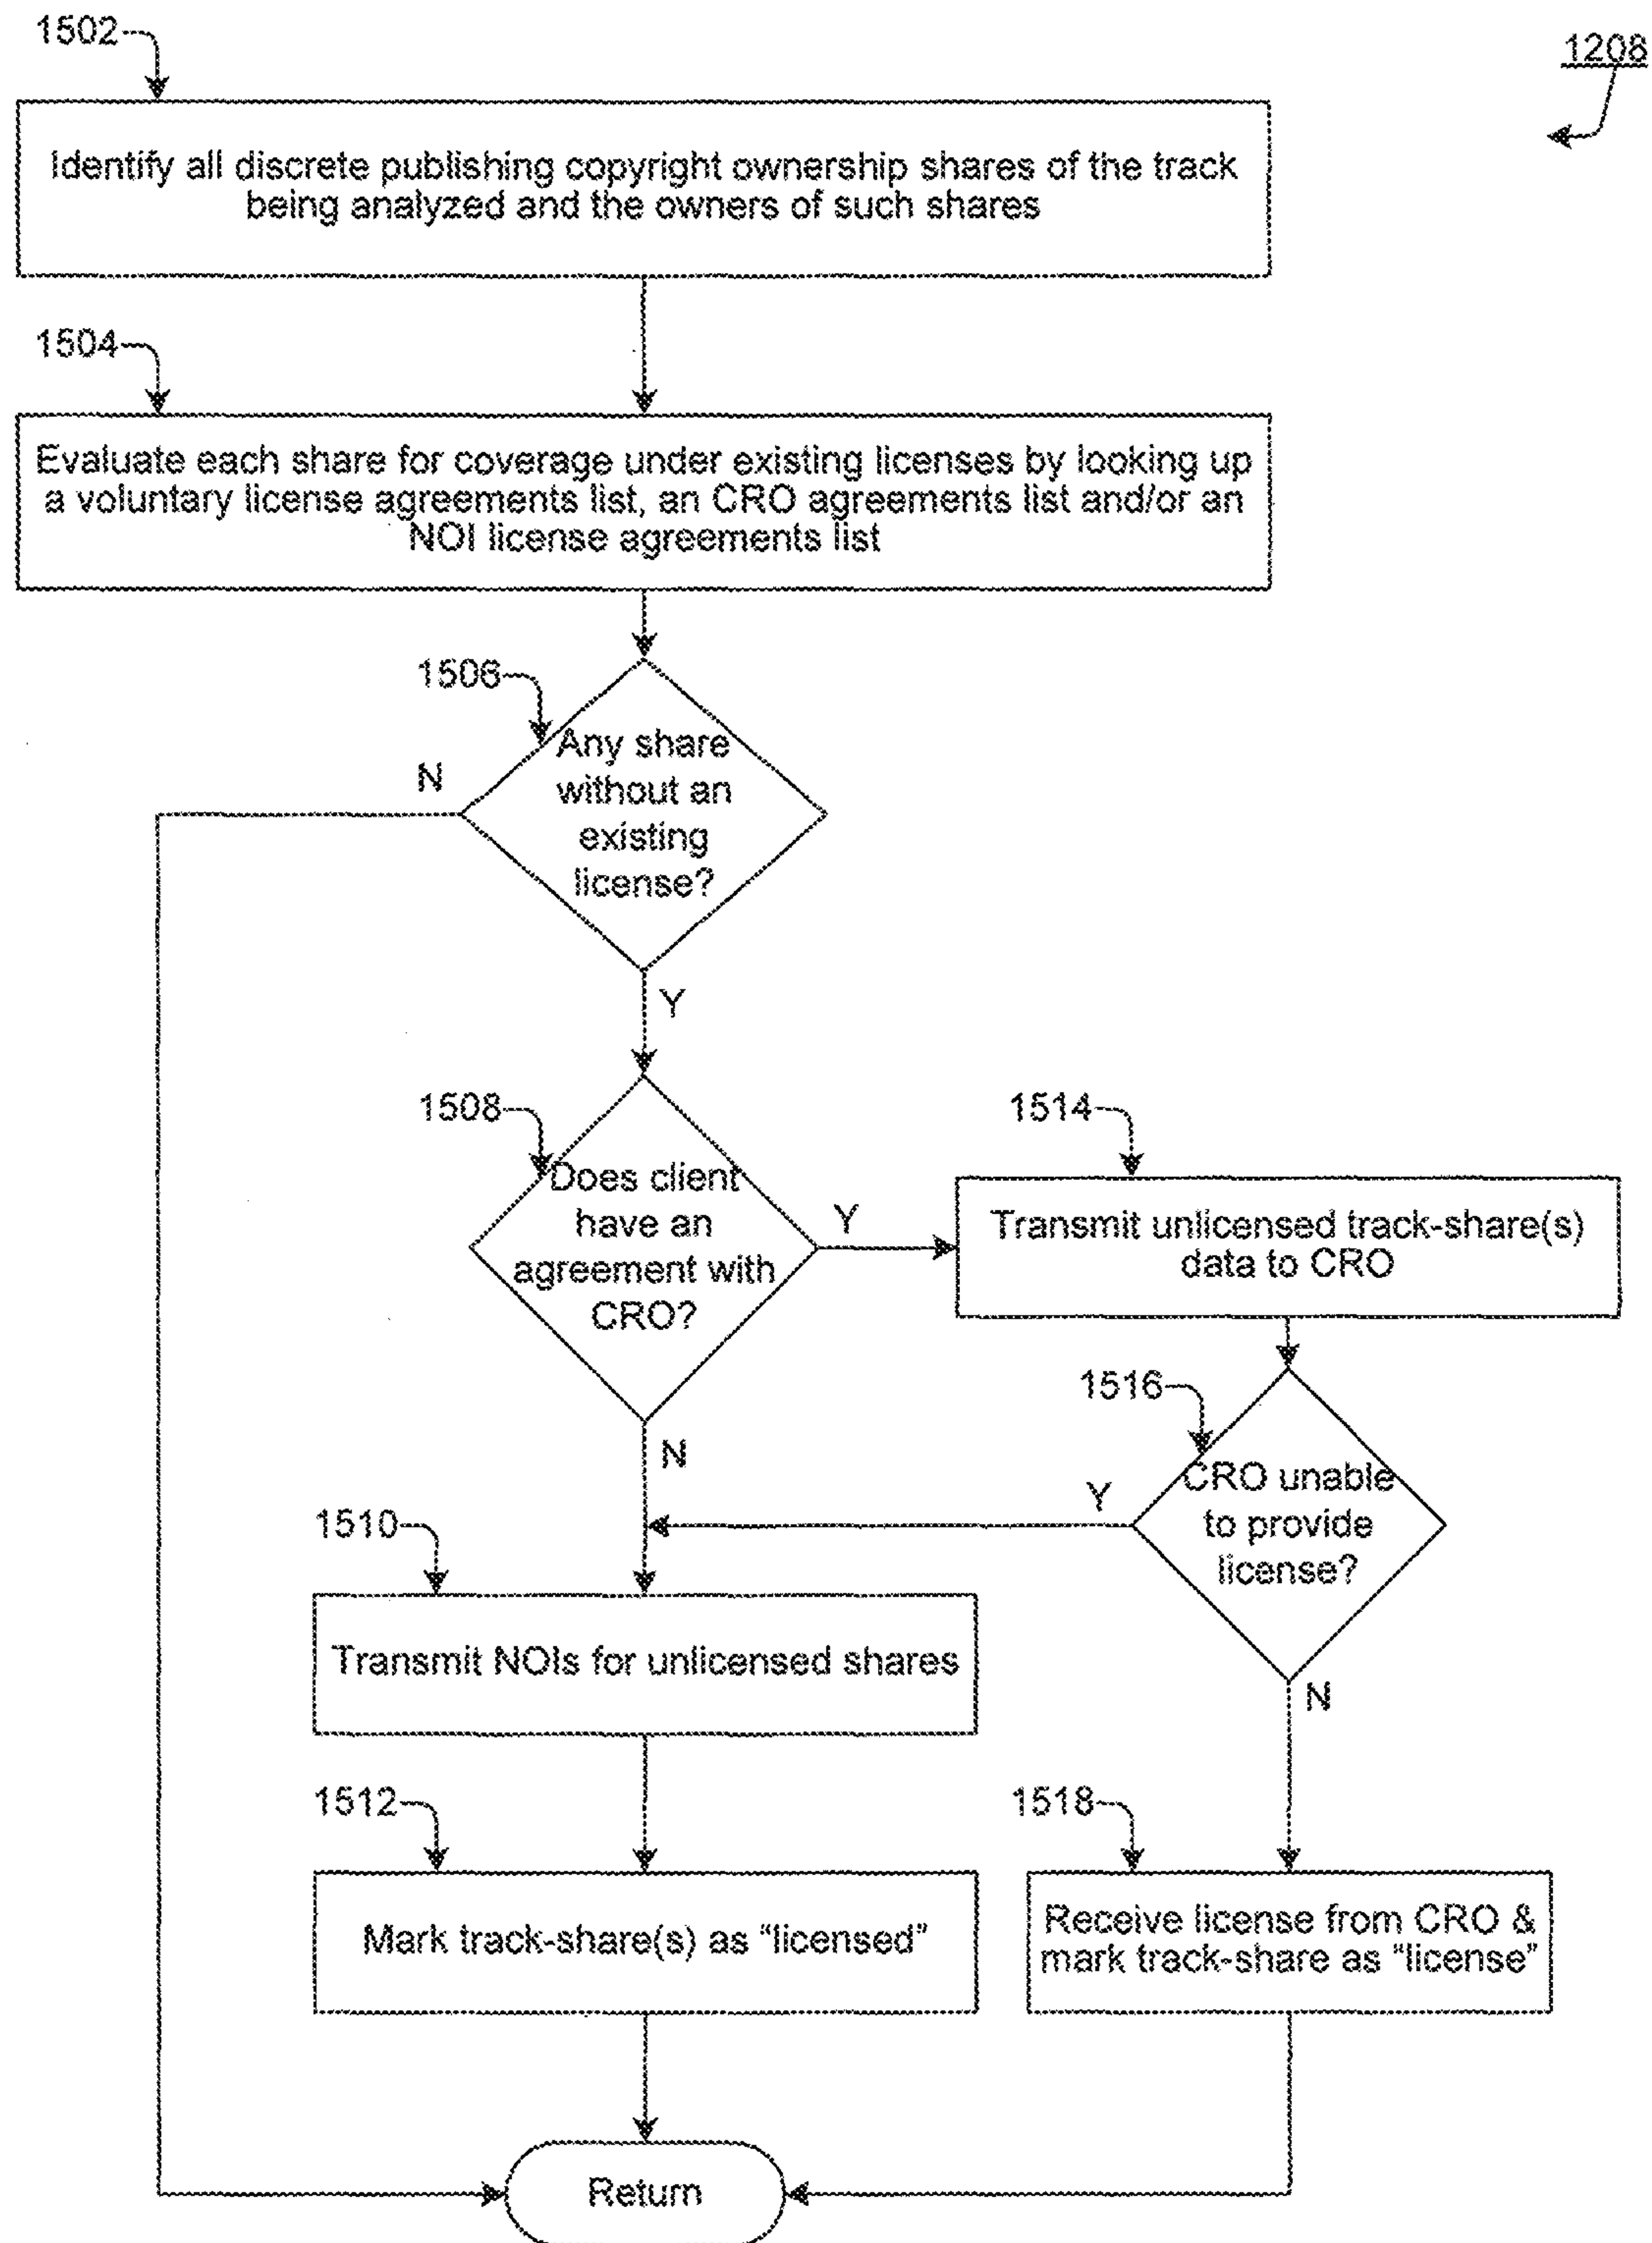 1502
1208
Identify all discrete publishing copyright ownership shares of the track
being analyzed and the owners of such shares
1504
Evaluate each share for coverage under existing licenses by looking up
a voluntary license agreements list, an CRO agreements list and/or an
NOI license agreements list
1506
Any share
without an
existing
license?
N
Y
1508
Does client
have an
agreement with
CRO?
Y
N
1514
Transmit unlicensed track-share(s)
data to CRO
1516
CRO unable
to provide
license?
Y
N
1510
Transmit NOIs for unlicensed shares
1512
Mark track-share(s) as “licensed”
1518
Receive license from CRO &
mark track-share as “license”
Return